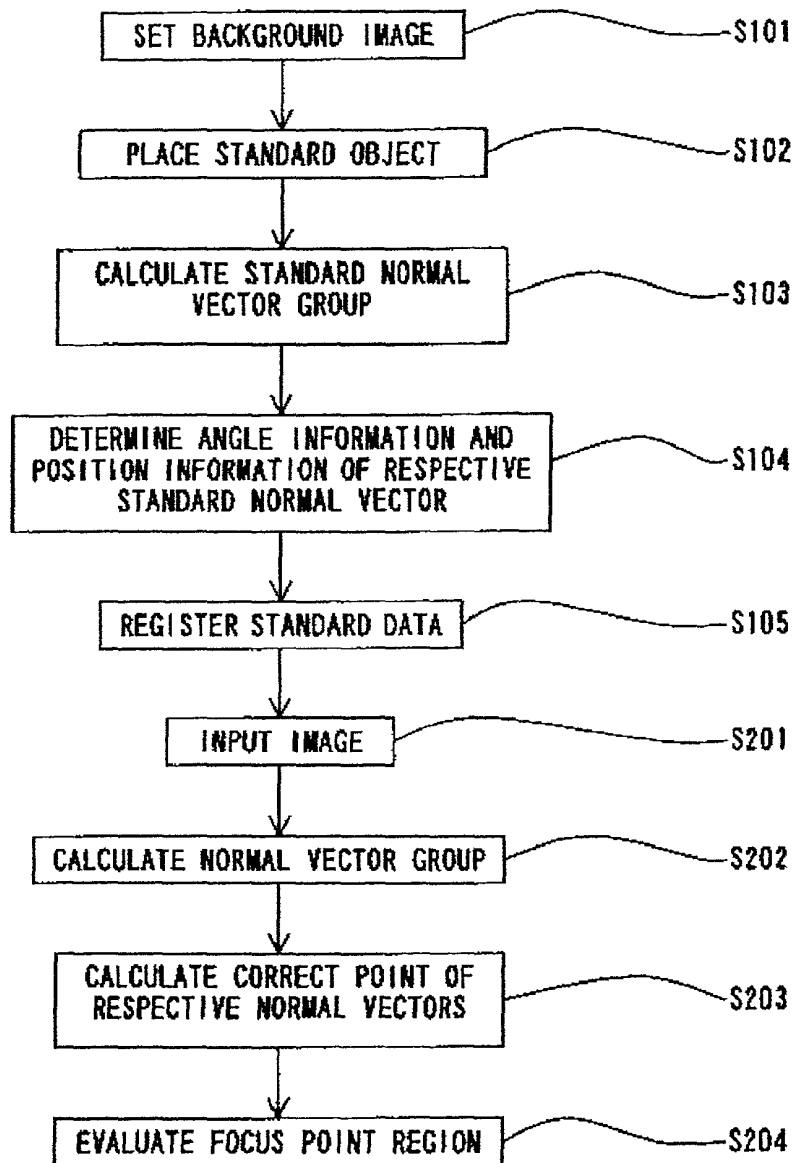 SET BACKGROUND IMAGE
S101
PLACE STANDARD OBJECT
S102
CALCULATE STANDARD NORMAL
VECTOR GROUP
S103
DETERMINE ANGLE INFORMATION AND
POSITION INFORMATION OF RESPECTIVE
STANDARD NORMAL VECTOR
S104
REGISTER STANDARD DATA
S105
INPUT IMAGE
S201
CALCULATE NORMAL VECTOR GROUP
S202
CALCULATE CORRECT POINT OF
RESPECTIVE NORMAL VECTORS
S203
EVALUATE FOCUS POINT REGION
S204